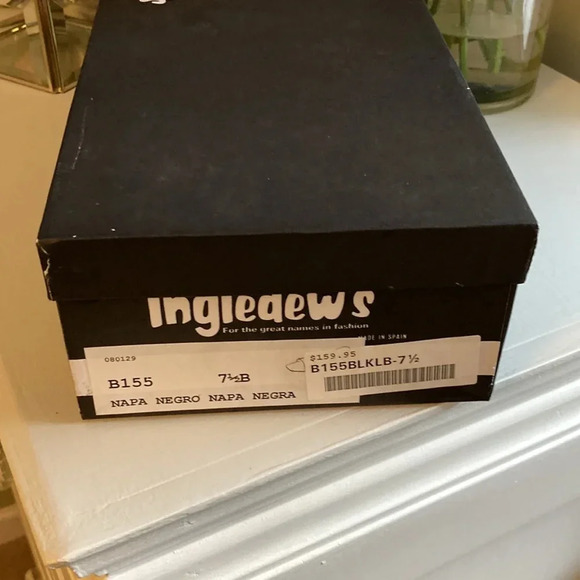 Ingledew's
For the great names in fashion
MADE IN SPAIN
080129
B155 7½B
NAPA NEGRO NAPA NEGRA
$159.95
B155BLKLB-7½